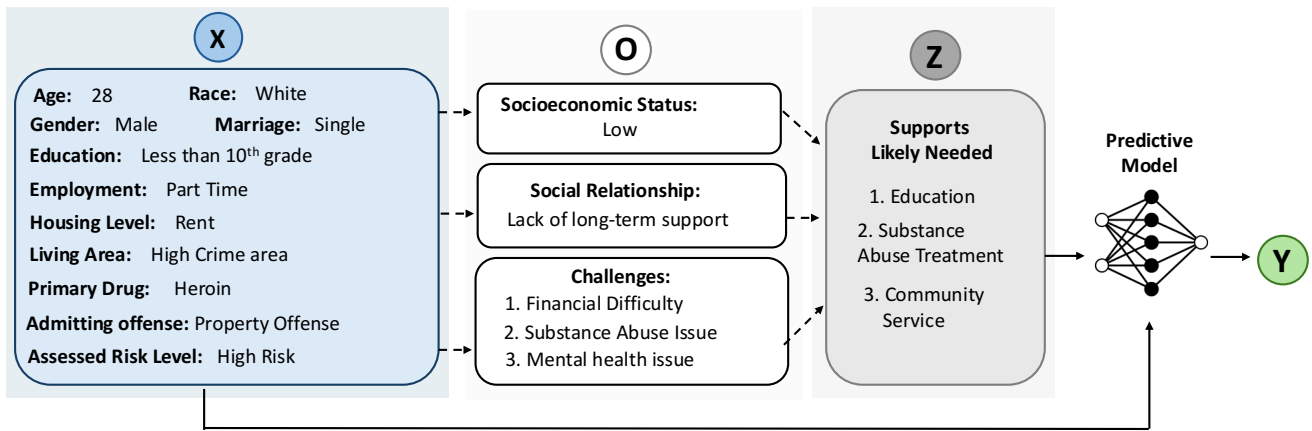 X
Age: 28 Race: White
Gender: Male Marriage: Single
Education: Less than 10th grade
Employment: Part Time
Housing Level: Rent
Living Area: High Crime area
Primary Drug: Heroin
Admitting offense: Property Offense
Assessed Risk Level: High Risk
O
Socioeconomic Status:
Low
Social Relationship:
Lack of long-term support
Challenges:
1. Financial Difficulty
2. Substance Abuse Issue
3. Mental health issue
Z
Supports
Likely Needed
1. Education
2. Substance
Abuse Treatment
3. Community
Service
Predictive
Model
Y